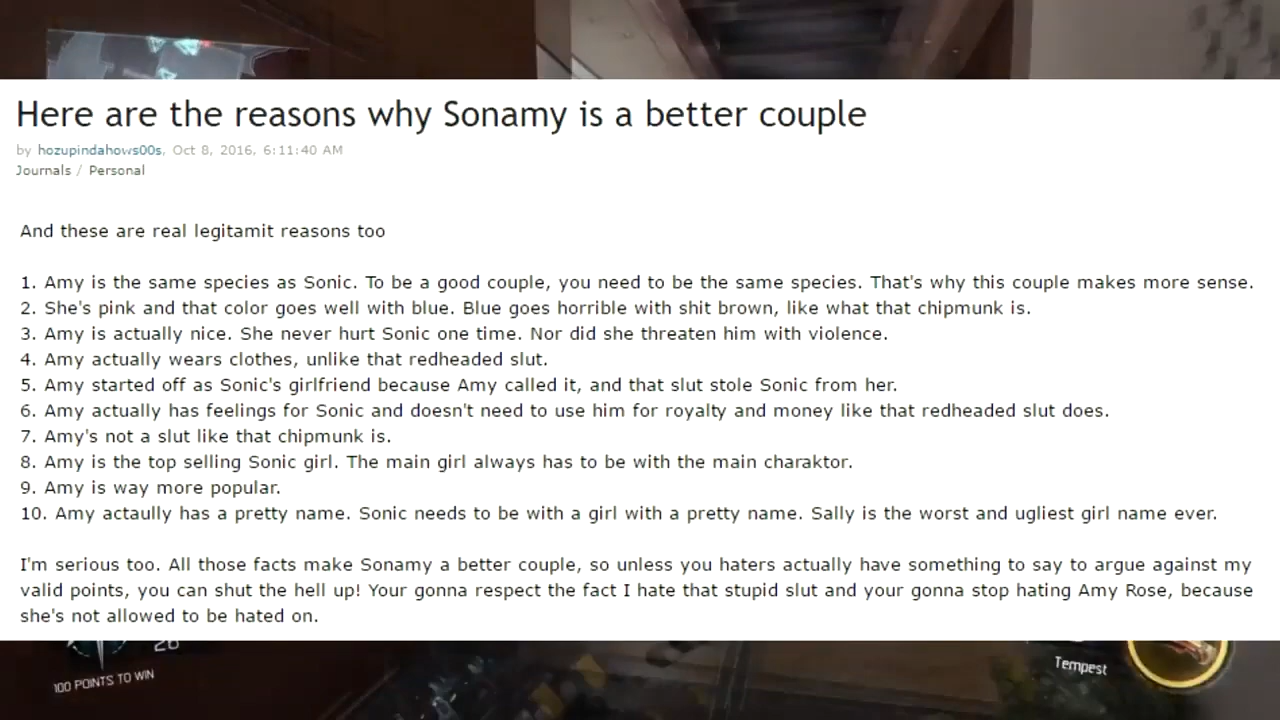 Here are the reasons why Sonamy is a better couple
by hozupindahows00s, Oct 8, 2016, 6:11:40 AM
Journals / Personal
And these are real legitamit reasons too
1. Amy is the same species as Sonic. To be a good couple, you need to be the same species. That's why this couple makes more sense.
2. She's pink and that color goes well with blue. Blue goes horrible with shit brown, like what that chipmunk is.
3. Amy is actually nice. She never hurt Sonic one time. Nor did she threaten him with violence.
4. Amy actually wears clothes, unlike that redheaded slut.
5. Amy started off as Sonic's girlfriend because Amy called it, and that slut stole Sonic from her.
6. Amy actually has feelings for Sonic and doesn't need to use him for royalty and money like that redheaded slut does.
7. Amy's not a slut like that chipmunk is.
8. Amy is the top selling Sonic girl. The main girl always has to be with the main charaktor.
9. Amy is way more popular.
10. Amy actaully has a pretty name. Sonic needs to be with a girl with a pretty name. Sally is the worst and ugliest girl name ever.
I'm serious too. All those facts make Sonamy a better couple, so unless you haters actually have something to say to argue against my
valid points, you can shut the hell up! Your gonna respect the fact I hate that stupid slut and your gonna stop hating Amy Rose, because
she's not allowed to be hated on.
100 POINTS TO WIN
Tempest